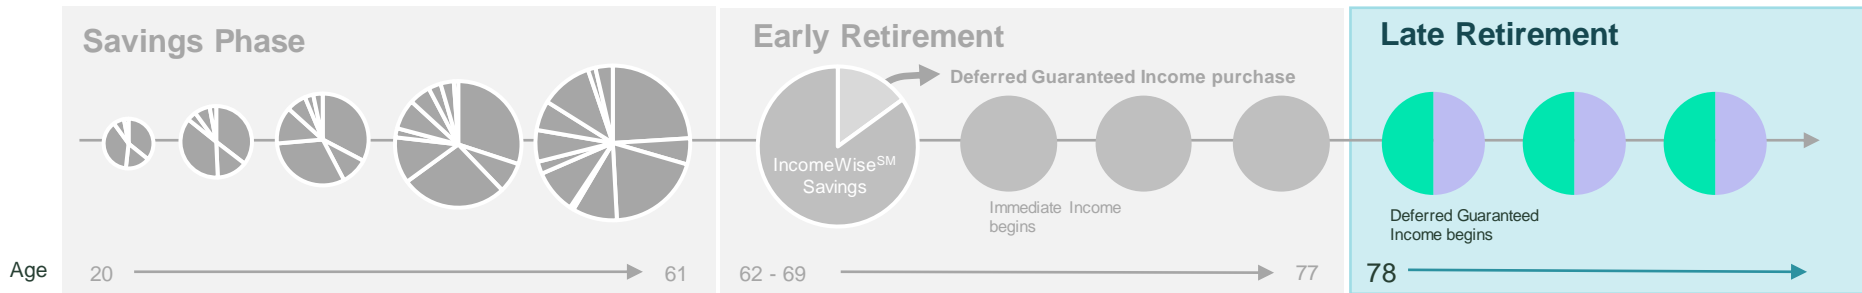 Savings Phase
Early Retirement
Late Retirement
Deferred Guaranteed Income purchase
IncomeWiseSM
Savings
Immediate Income
begins
Deferred Guaranteed
Income begins
Age
20
61
62 - 69
77
78